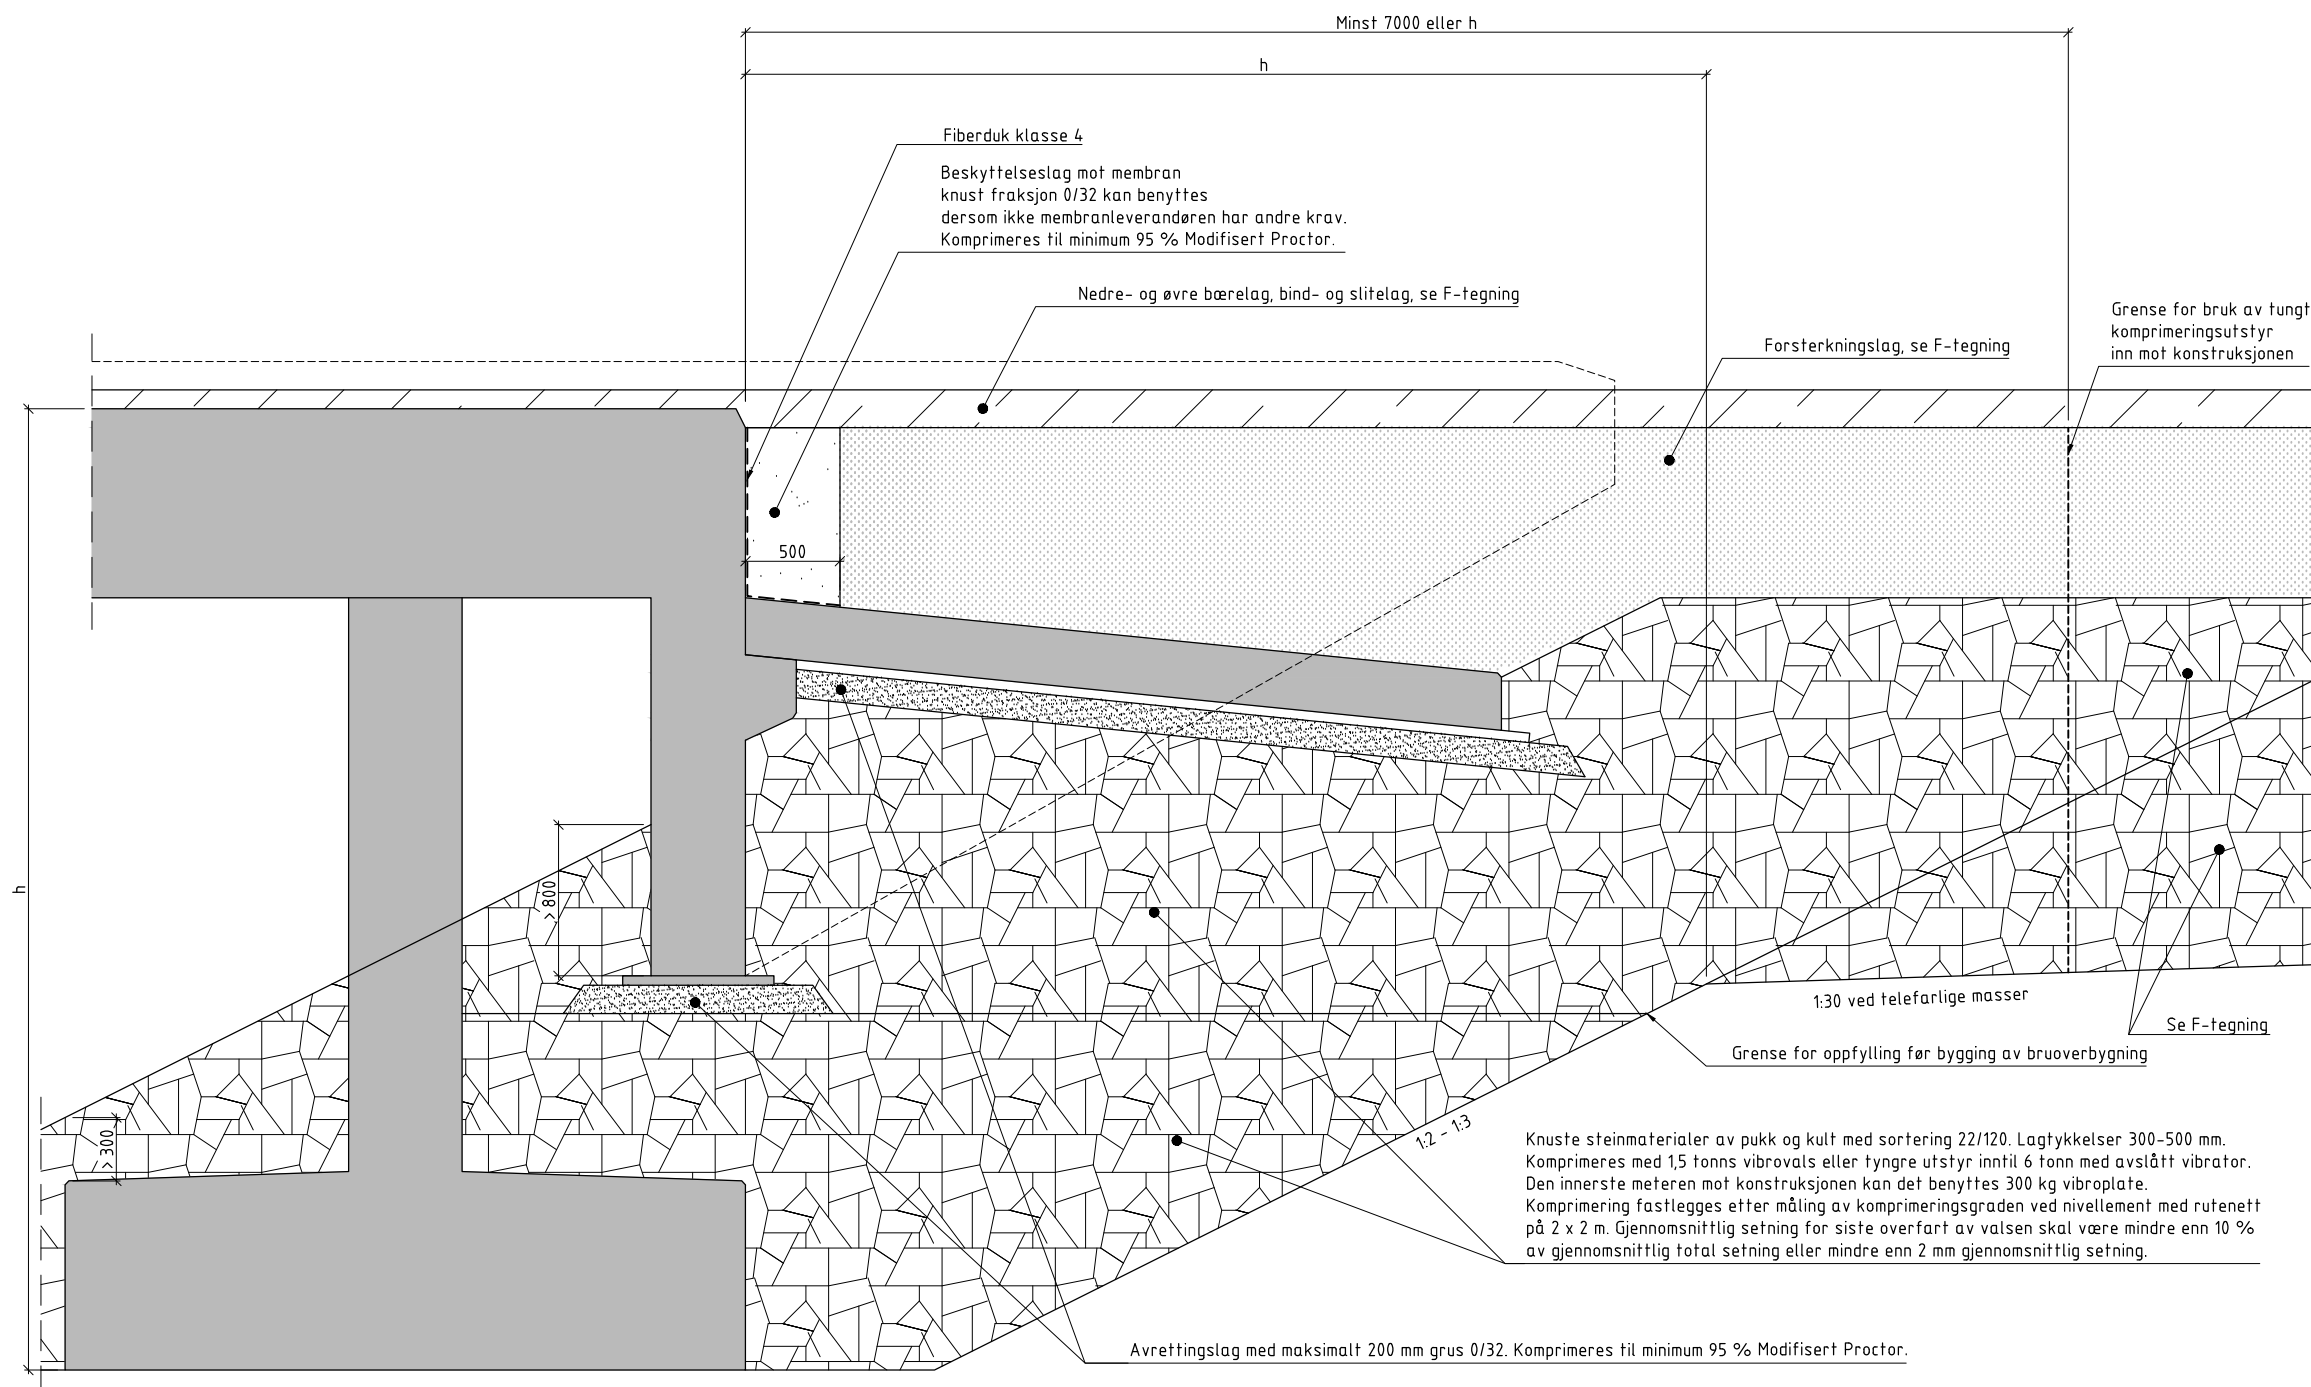 Minst 7000 eller h
h
Fiberduk klasse 4
Beskyttelseslag mot membran
knust fraksjon 0/32 kan benyttes
dersom ikke membranleverandøren har andre krav.
Komprimeres til minimum 95 % Modifisert Proctor.
Nedre- og øvre bærelag, bind- og slitelag, se F-tegning
Grense for bruk av tungt
komprimeringsutstyr
inn mot konstruksjonen
Forsterkningslag, se F-tegning
500
h
>800
1:30 ved telefarlige masser
Se F-tegning
Grense for oppfylling før bygging av bruoverbygning
>300
1:2 - 1:3
Knuste steinmaterialer av pukk og kult med sortering 22/120. Lagtykkelser 300-500 mm.
Komprimeres med 1,5 tonns vibrovals eller tyngre utstyr inntil 6 tonn med avslått vibrator.
Den innerste meteren mot konstruksjonen kan det benyttes 300 kg vibroplate.
Komprimering fastlegges etter måling av komprimeringsgraden ved nivellement med rutenett
på 2 x 2 m. Gjennomsnittlig setning for siste overfart av valsen skal være mindre enn 10 %
av gjennomsnittlig total setning eller mindre enn 2 mm gjennomsnittlig setning.
Avrettingslag med maksimalt 200 mm grus 0/32. Komprimeres til minimum 95 % Modifisert Proctor.